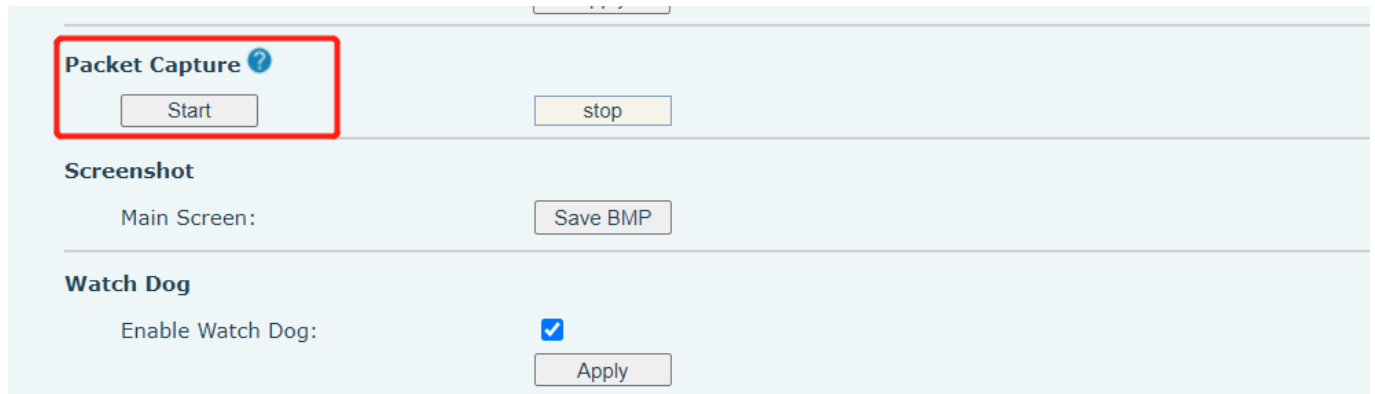 Packet Capture ?
Start stop
Screenshot
Main Screen: Save BMP
Watch Dog
Enable Watch Dog:
Apply